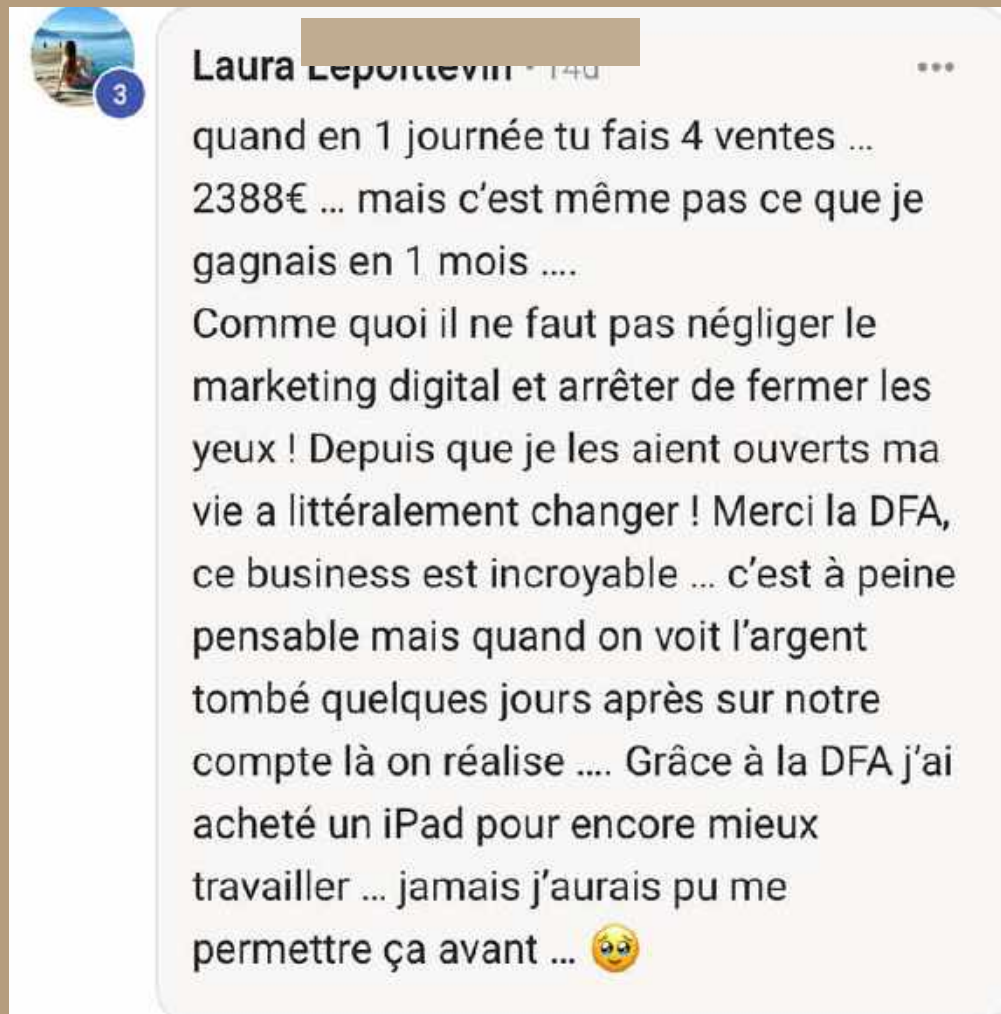 Laura
3
quand en 1 journée tu fais 4 ventes ...
2388€ ... mais c'est même pas ce que je
gagnais en 1 mois ....
Comme quoi il ne faut pas négliger le
marketing digital et arrêter de fermer les
yeux ! Depuis que je les aient ouverts ma
vie a littéralement changer ! Merci la DFA,
ce business est incroyable ... c'est à peine
pensable mais quand on voit l'argent
tombé quelques jours après sur notre
compte là on réalise .... Grâce à la DFA j'ai
acheté un iPad pour encore mieux
travailler ... jamais j'aurais pu me
permettre ça avant ... 🥹